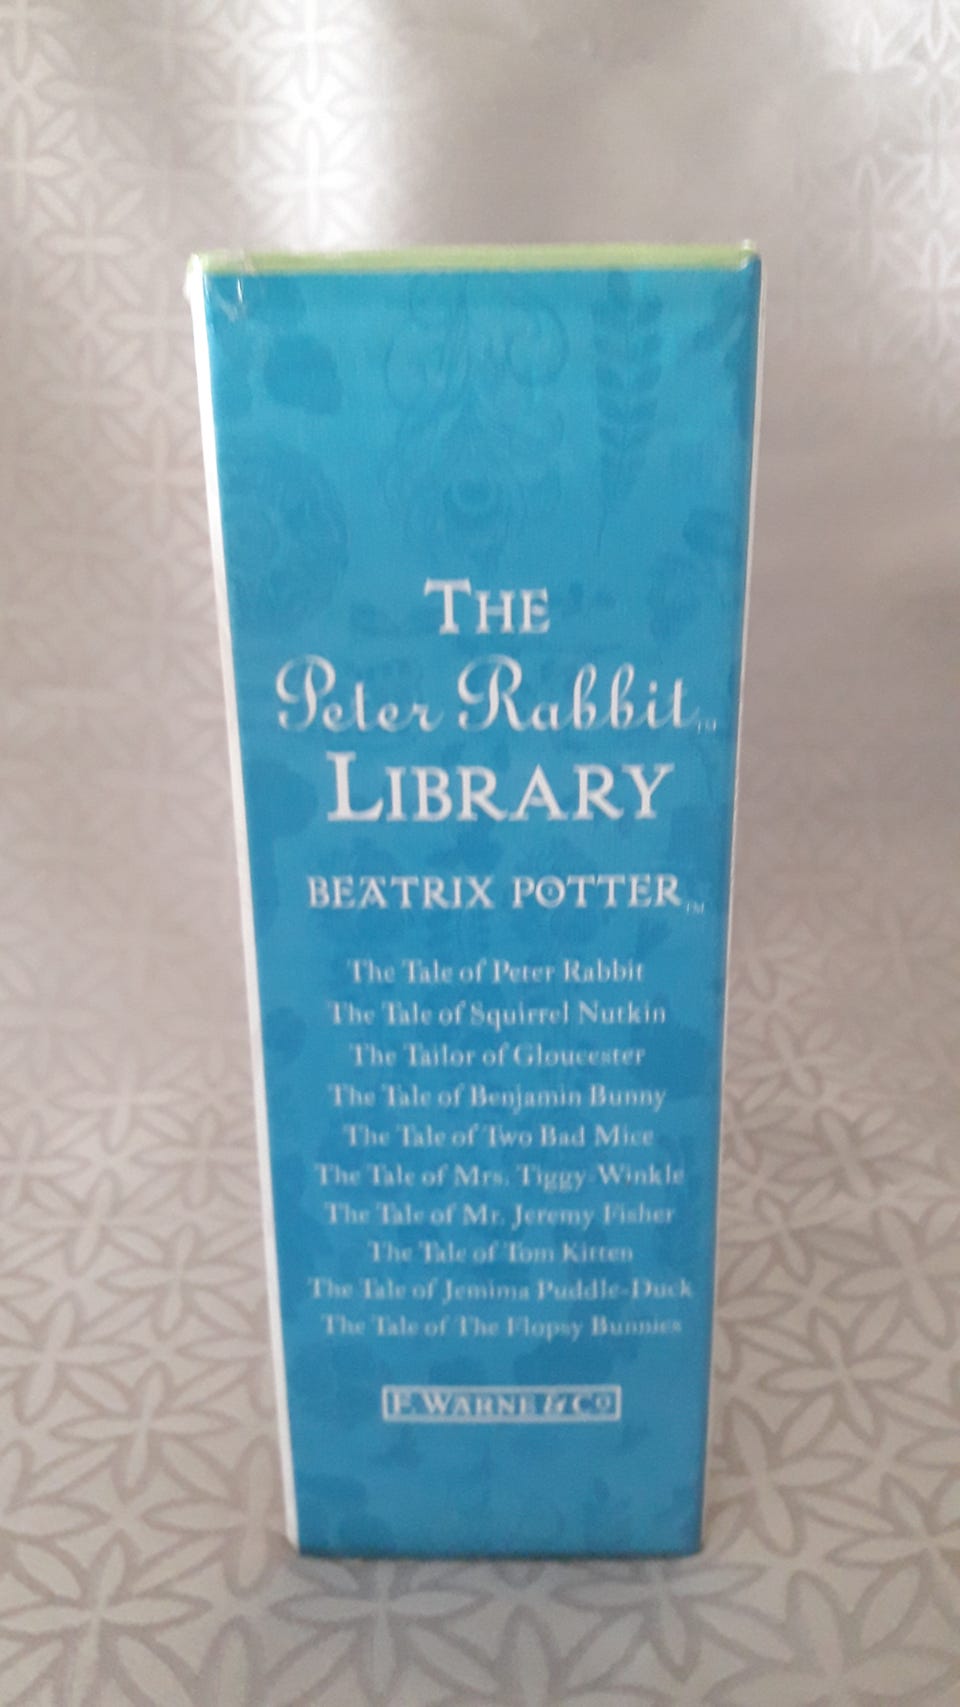 THE
Peter Rabbit™
LIBRARY
BEATRIX POTTER™
The Tale of Peter Rabbit
The Tale of Squirrel Nutkin
The Tailor of Gloucester
The Tale of Benjamin Bunny
The Tale of Two Bad Mice
The Tale of Mrs. Tiggy-Winkle
The Tale of Mr. Jeremy Fisher
The Tale of Tom Kitten
The Tale of Jemima Puddle-Duck
The Tale of The Flopsy Bunnies
F. WARNE & Cº